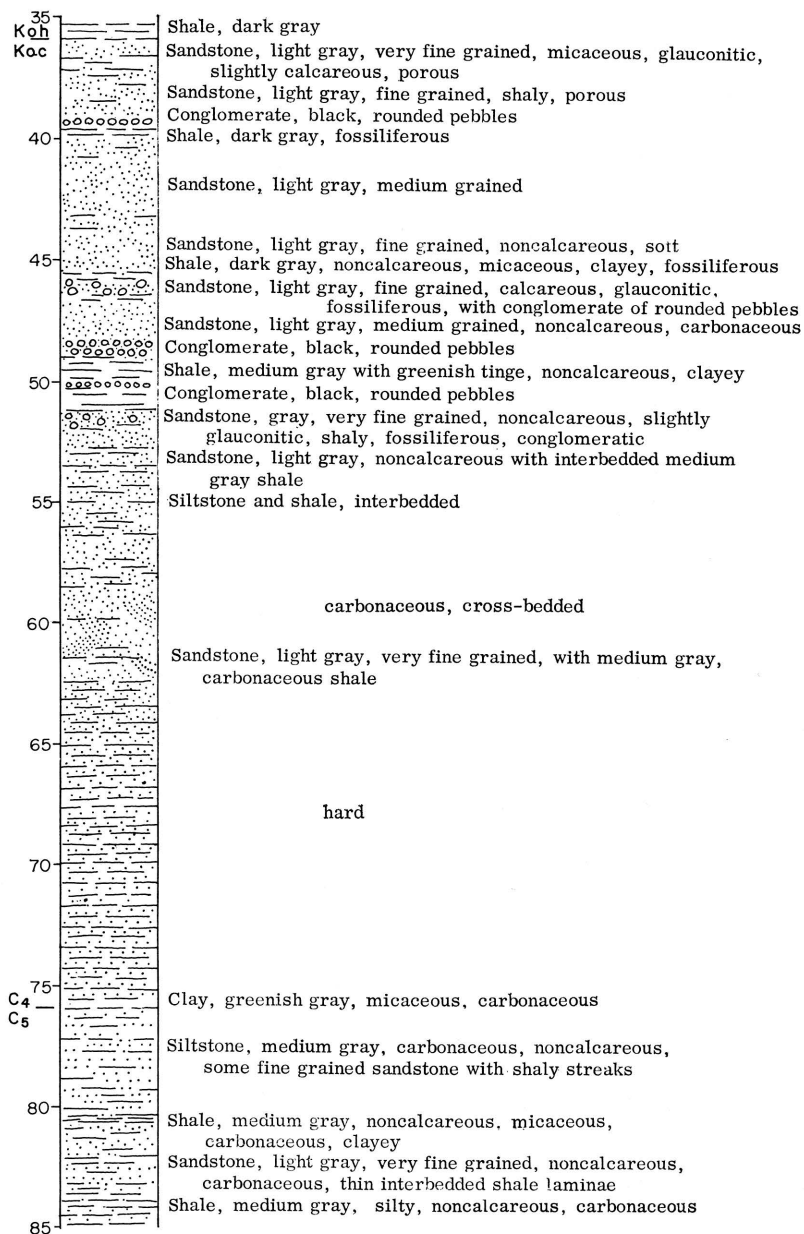 35
Koh
Shale, dark gray
Kac
Sandstone, light gray, very fine grained, micaceous, glauconitic,
slightly calcareous, porous
Sandstone, light gray, fine grained, shaly, porous
Conglomerate, black, rounded pebbles
40
Shale, dark gray, fossiliferous
Sandstone, light gray, medium grained
Sandstone, light gray, fine grained, noncalcareous, sott
45
Shale, dark gray, noncalcareous, micaceous, clayey, fossiliferous
Sandstone, light gray, fine grained, calcareous, glauconitic,
fossiliferous, with conglomerate of rounded pebbles
Sandstone, light gray, medium grained, noncalcareous, carbonaceous
Conglomerate, black, rounded pebbles
Shale, medium gray with greenish tinge, noncalcareous, clayey
50
Conglomerate, black, rounded pebbles
Sandstone, gray, very fine grained, noncalcareous, slightly
glauconitic, shaly, fossiliferous, conglomeratic
Sandstone, light gray, noncalcareous with interbedded medium
gray shale
55
Siltstone and shale, interbedded
carbonaceous, cross-bedded
60
Sandstone, light gray, very fine grained, with medium gray,
carbonaceous shale
65
hard
70
75
C4
Clay, greenish gray, micaceous, carbonaceous
C5
Siltstone, medium gray, carbonaceous, noncalcareous,
some fine grained sandstone with shaly streaks
80
Shale, medium gray, noncalcareous, micaceous,
carbonaceous, clayey
Sandstone, light gray, very fine grained, noncalcareous,
carbonaceous, thin interbedded shale laminae
Shale, medium gray, silty, noncalcareous, carbonaceous
85